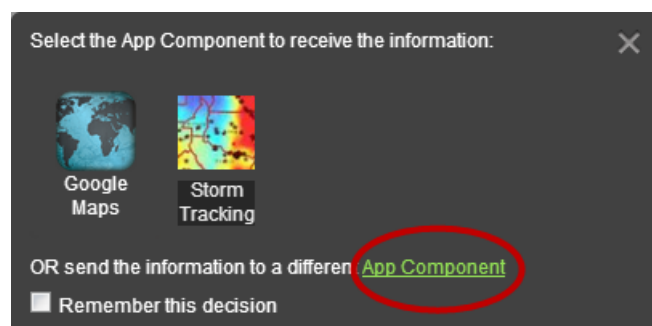 Select the App Component to receive the information:
Google
Maps
Storm
Tracking
OR send the information to a different App Component
Remember this decision